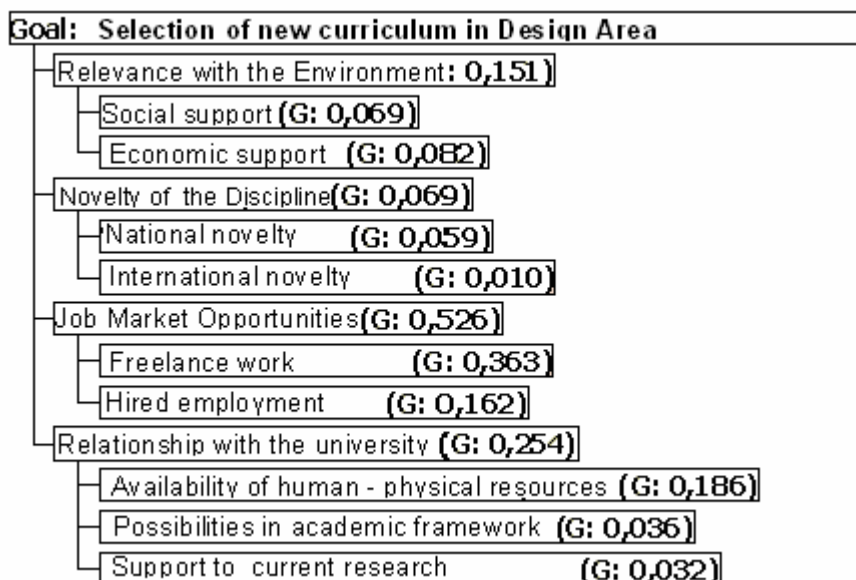 Goal: Selection of new curriculum in Design Area
Relevance with the Environment: 0,151)
Social support (G: 0,069)
Economic support (G: 0,082)
Novelty of the Discipline (G: 0,069)
National novelty (G: 0,059)
International novelty (G: 0,010)
Job Market Opportunities (G: 0,526)
Freelance work (G: 0,363)
Hired employment (G: 0,162)
Relationship with the university (G: 0,254)
Availability of human - physical resources (G: 0,186)
Possibilities in academic framework (G: 0,036)
Support to current research (G: 0,032)